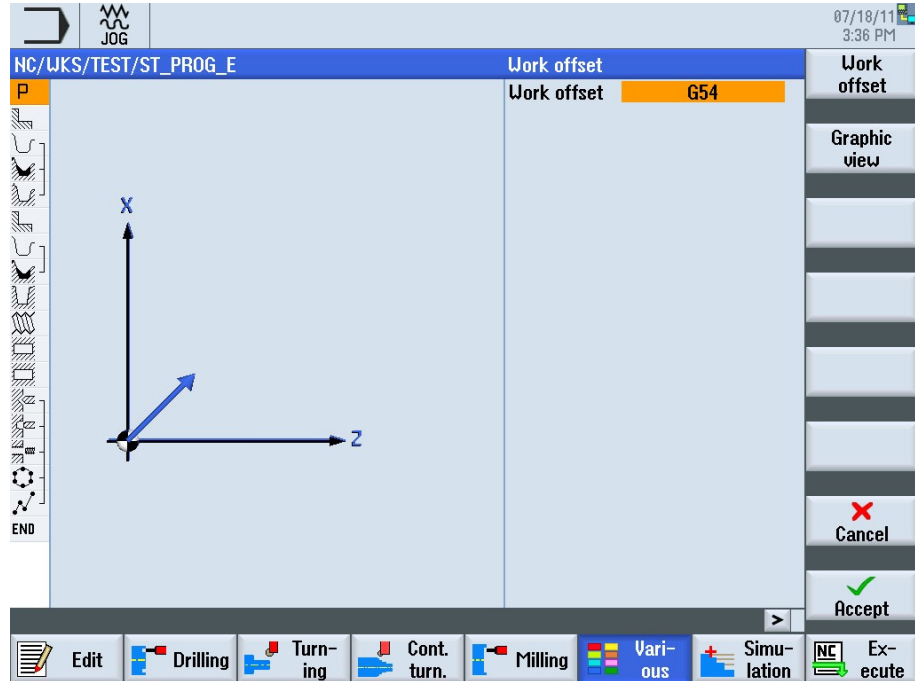 JOG
07/18/11
3:36 PM
NC/WKS/TEST/ST_PROG_E
Work offset
Work offset G54
P
X
Z
END
Work
offset
Graphic
view
Cancel
Accept
>
Edit
Drilling
Turn-
ing
Cont.
turn.
Milling
Vari-
ous
Simu-
lation
NC
Ex-
ecute